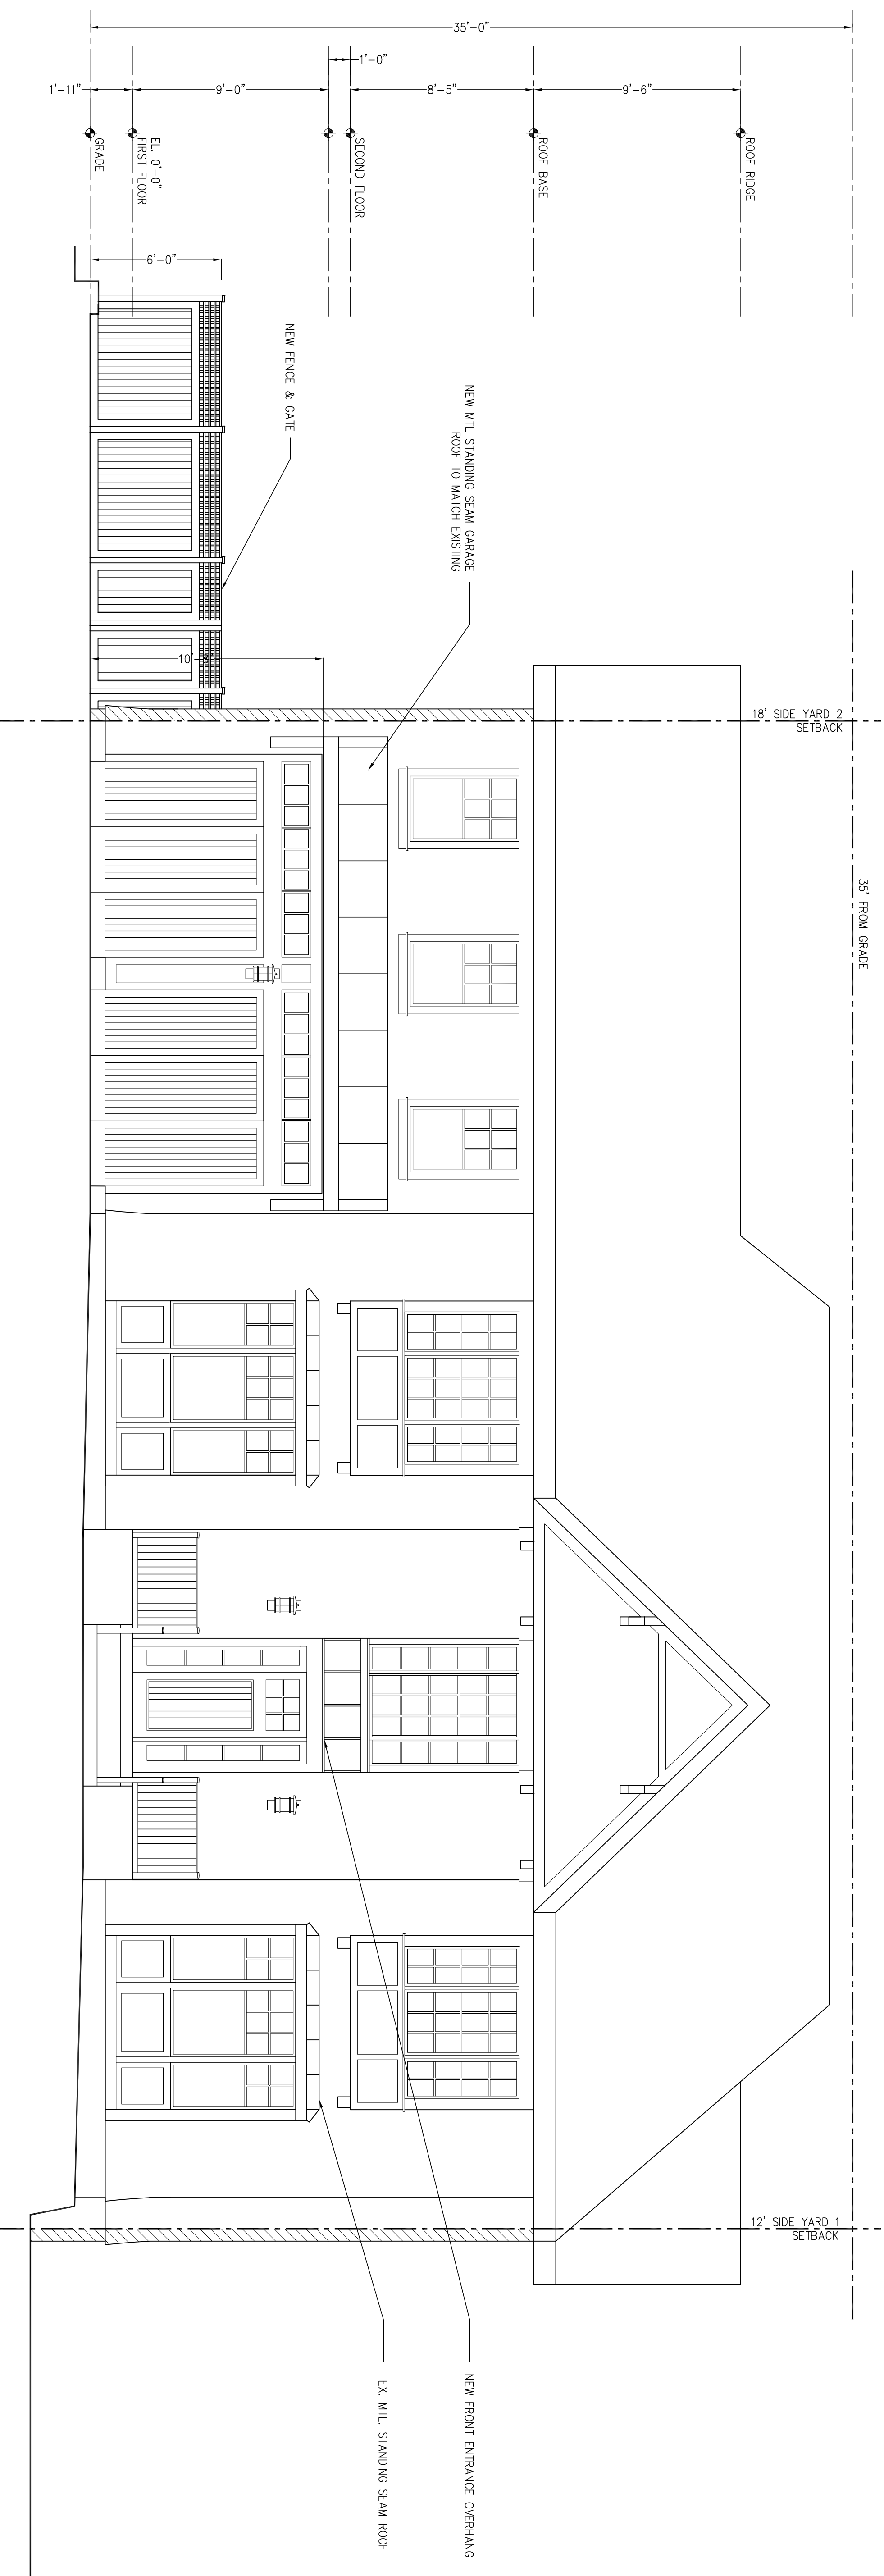 35'-0"
1'-11"
9'-0"
1'-0"
8'-5"
9'-6"
GRADE
EL. 0'-0"
FIRST FLOOR
SECOND FLOOR
ROOF BASE
ROOF RIDGE
6'-0"
NEW FENCE & GATE
NEW MTL STANDING SEAM GARAGE
ROOF TO MATCH EXISTING
18' SIDE YARD 2
SETBACK
35' FROM GRADE
12' SIDE YARD 1
SETBACK
NEW FRONT ENTRANCE OVERHANG
EX. MTL. STANDING SEAM ROOF